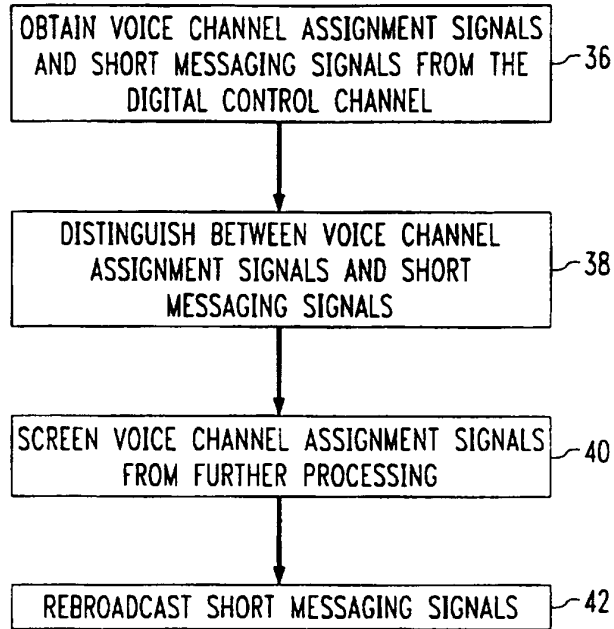 OBTAIN VOICE CHANNEL ASSIGNMENT SIGNALS
AND SHORT MESSAGING SIGNALS FROM THE
DIGITAL CONTROL CHANNEL
36
DISTINGUISH BETWEEN VOICE CHANNEL
ASSIGNMENT SIGNALS AND SHORT
MESSAGING SIGNALS
38
SCREEN VOICE CHANNEL ASSIGNMENT SIGNALS
FROM FURTHER PROCESSING
40
REBROADCAST SHORT MESSAGING SIGNALS
42